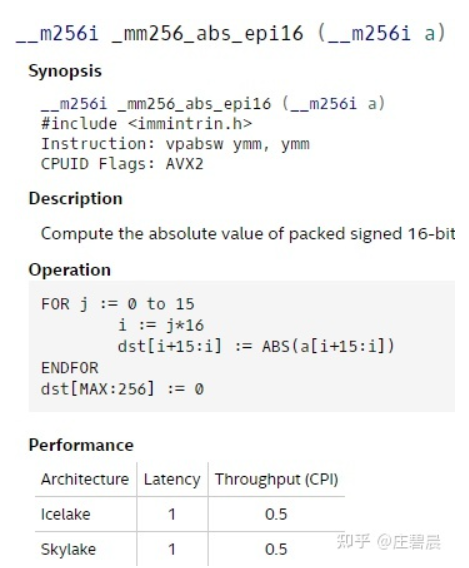 __m256i _mm256_abs_epi16 (__m256i a)
Synopsis
__m256i _mm256_abs_epi16 (__m256i a)
#include <immintrin.h>
Instruction: vpabsw ymm, ymm
CPUID Flags: AVX2
Description
Compute the absolute value of packed signed 16-bit
Operation
FOR j := 0 to 15
i := j*16
dst[i+15:i] := ABS(a[i+15:i])
ENDFOR
dst[MAX:256] := 0
Performance
Architecture Latency Throughput (CPI)
Icelake 1 0.5
Skylake 1 0.5
知乎 @庄碧晨